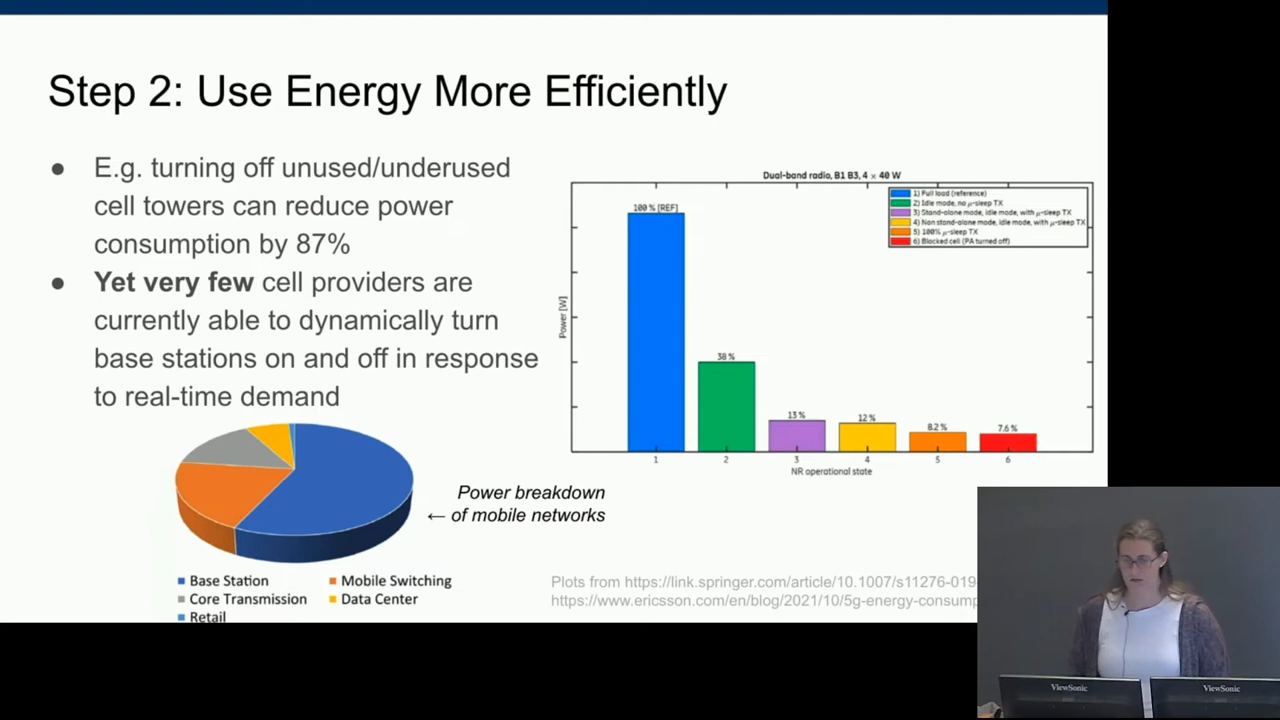 Step 2: Use Energy More Efficiently
● E.g. turning off unused/underused
cell towers can reduce power
consumption by 87%
● Yet very few cell providers are
currently able to dynamically turn
base stations on and off in response
to real-time demand
Dual-band radio, B1 B3, 4 × 40 W
1) Full load (reference)
2) Idle mode, no μ-sleep TX
3) Stand-alone mode, idle mode, with μ-sleep TX
4) Non stand-alone mode, idle mode, with μ-sleep TX
5) 100% μ-sleep TX
6) Blocked cell (PA turned off)
100 % [REF]
38 %
13 %
12 %
8.2 %
7.6 %
Power [W]
1 2 3 4 5 6
NR operational state
Power breakdown
← of mobile networks
Base Station
Mobile Switching
Core Transmission
Data Center
Retail
Plots from https://link.springer.com/article/10.1007/s11276-019
https://www.ericsson.com/en/blog/2021/10/5g-energy-consump
ViewSonic
ViewSonic